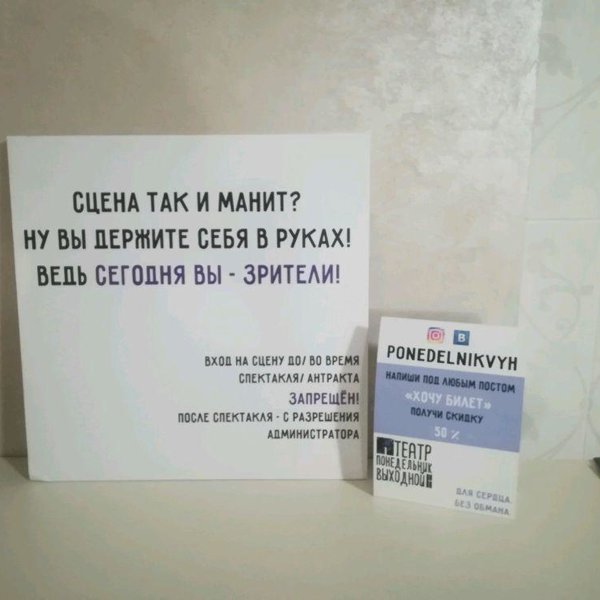 СЦЕНА ТАК И МАНИТ?
НУ ВЫ ДЕРЖИТЕ СЕБЯ В РУКАХ!
ВЕДЬ СЕГОДНЯ ВЫ - ЗРИТЕЛИ!
ВХОД НА СЦЕНУ ДО/ ВО ВРЕМЯ
СПЕКТАКЛЯ/ АНТРАКТА
ЗАПРЕЩЁН!
ПОСЛЕ СПЕКТАКЛЯ - С РАЗРЕШЕНИЯ
АДМИНИСТРАТОРА
PONEDELNIKVYH
НАПИШИ ПОД ЛЮБЫМ ПОСТОМ
«ХОЧУ БИЛЕТ»
ПОЛУЧИ СКИДКУ
50 %
ТЕАТР
ПОНЕДЕЛЬНИК
ВЫХОДНОЙ
ДЛЯ СЕРДЦА
БЕЗ ОБМАНА